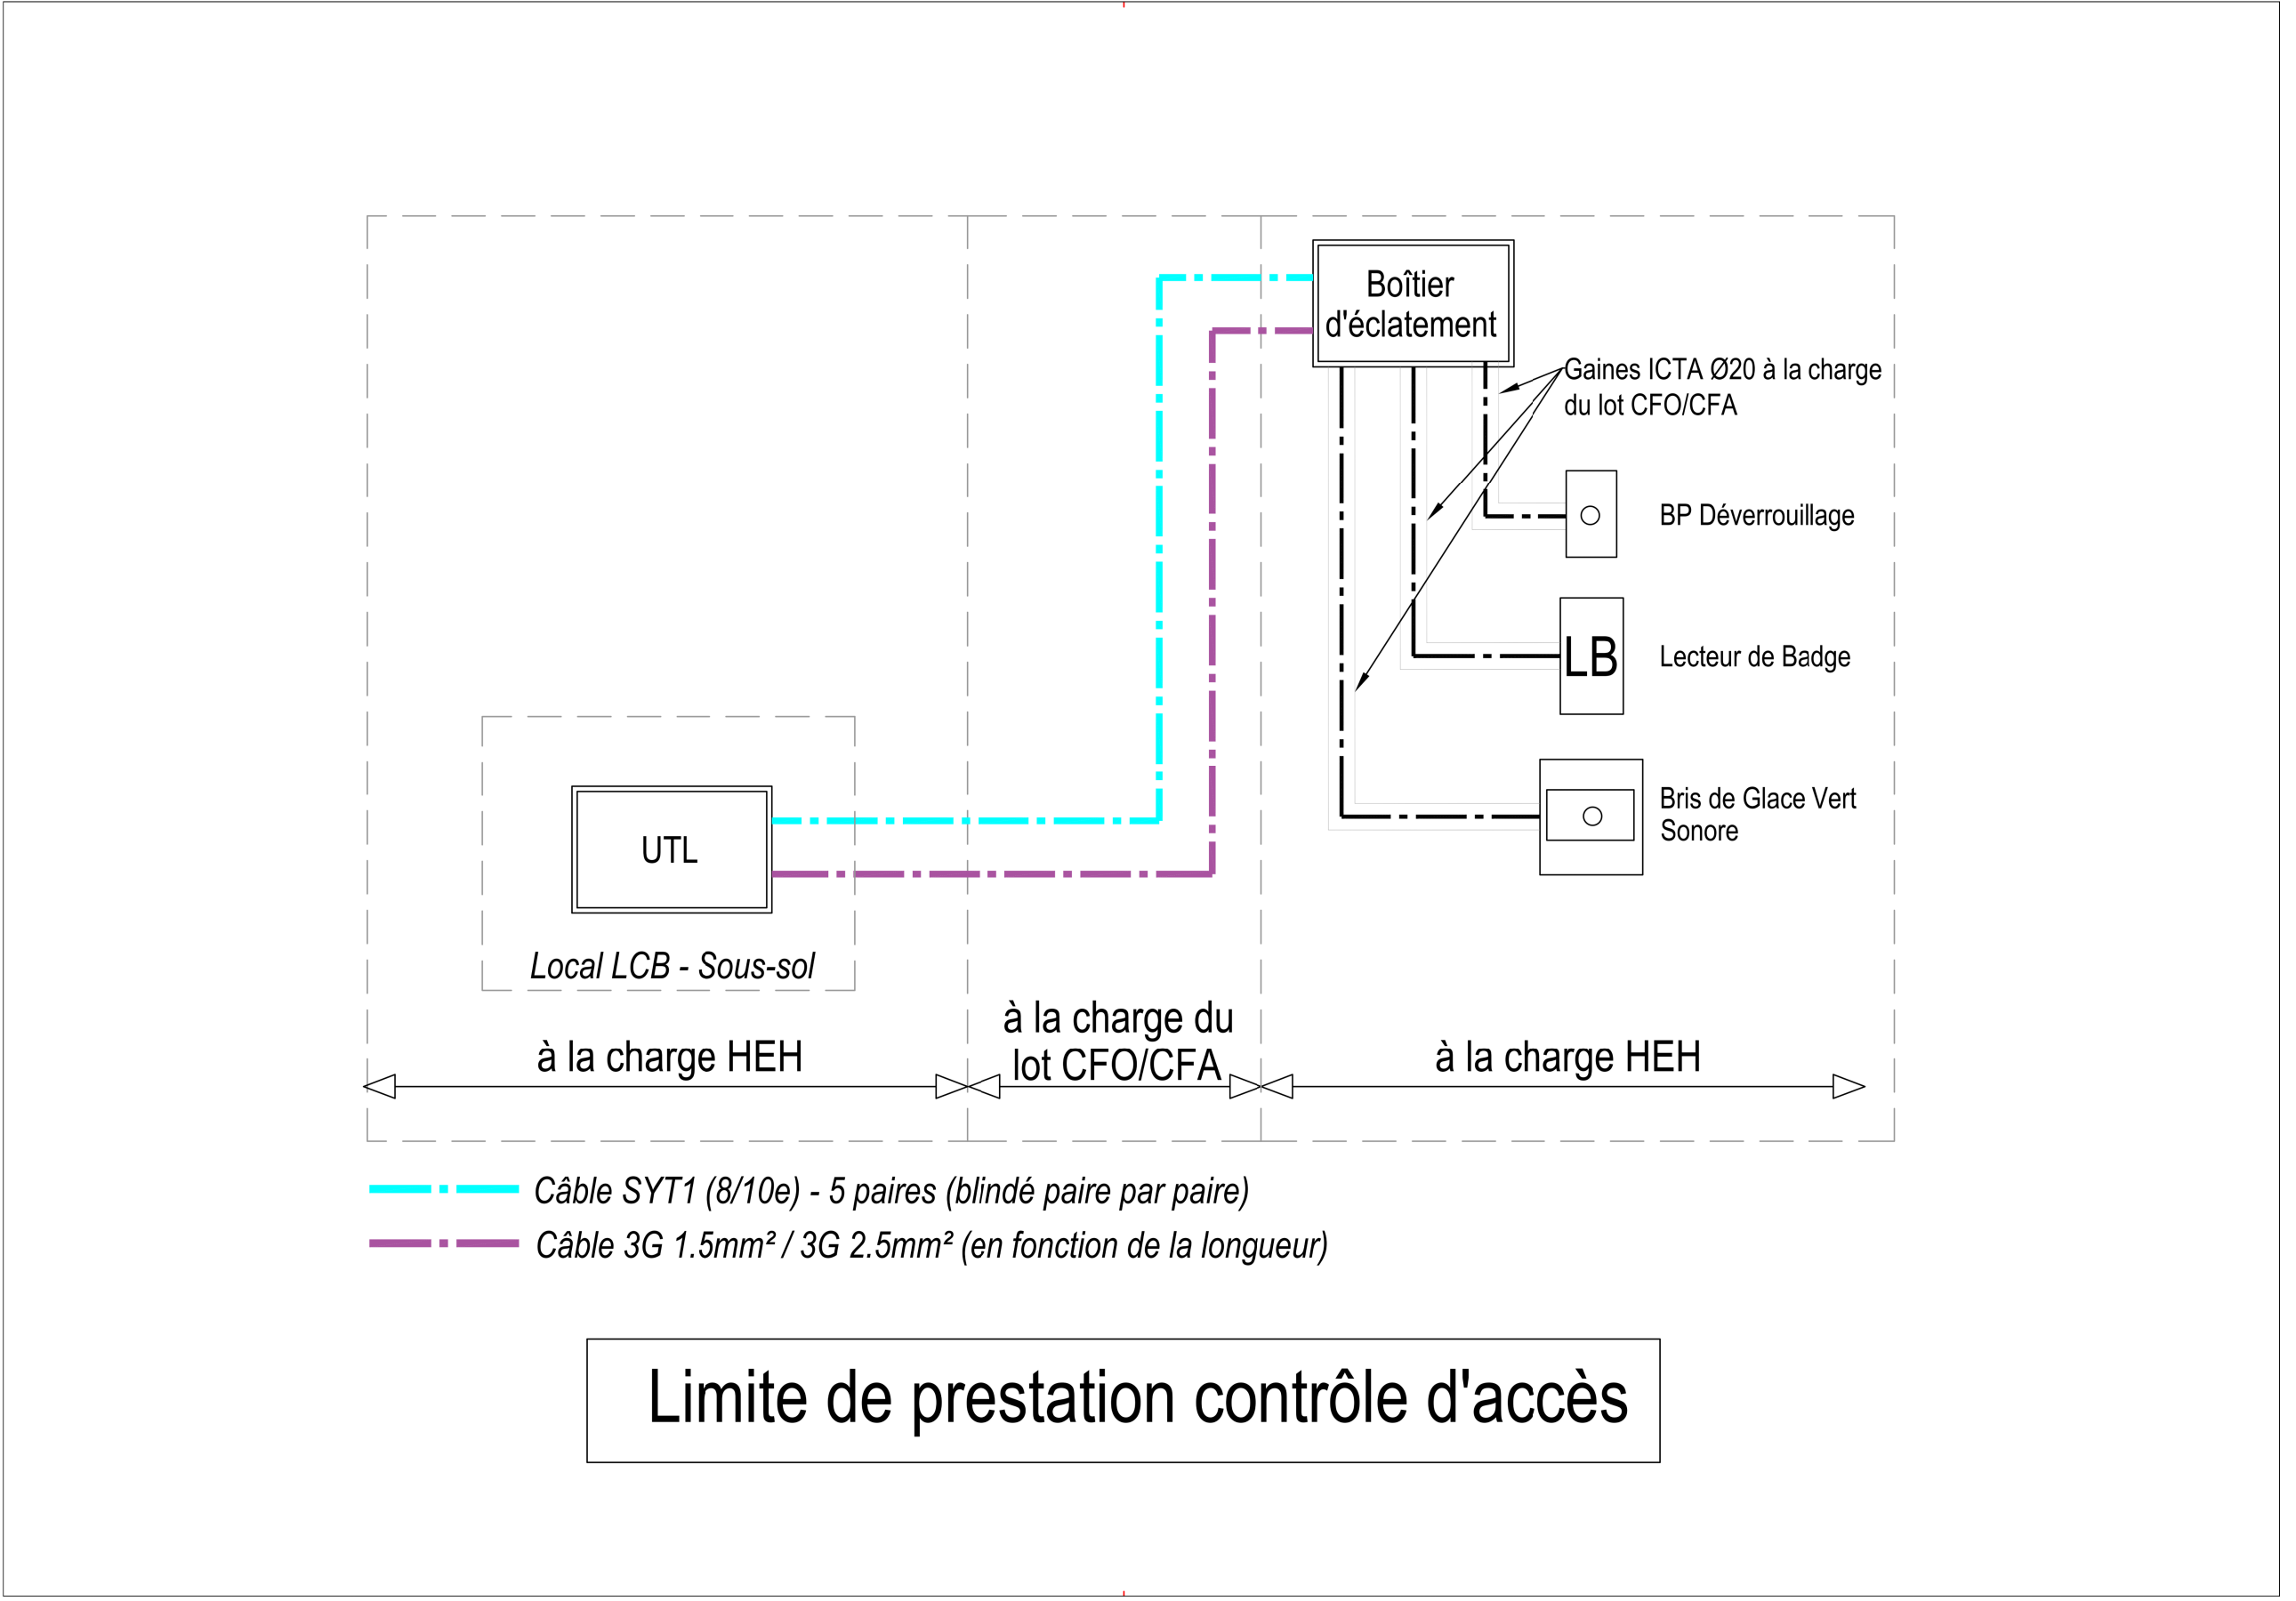 Boîtier
d'éclatement
Gaines ICTA Ø20 à la charge
du lot CFO/CFA
BP Déverrouillage
LB
Lecteur de Badge
Bris de Glace Vert
Sonore
UTL
Local LCB - Sous-sol
à la charge HEH
à la charge du
lot CFO/CFA
à la charge HEH
Câble SYT1 (8/10e) - 5 paires (blindé paire par paire)
Câble 3G 1.5mm² / 3G 2.5mm² (en fonction de la longueur)
Limite de prestation contrôle d'accès